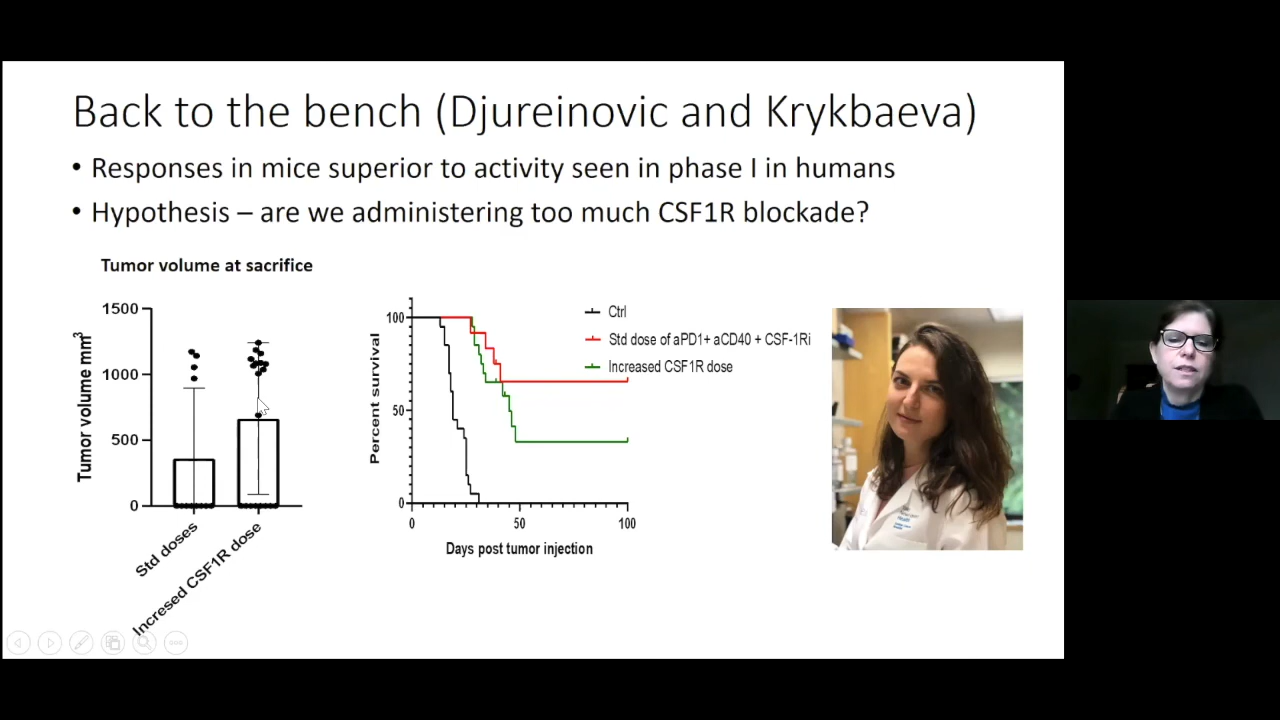 Back to the bench (Djureinovic and Krykbaeva)
• Responses in mice superior to activity seen in phase I in humans
• Hypothesis – are we administering too much CSF1R blockade?
Tumor volume at sacrifice
Tumor volume mm3
1500
1000
500
0
Std doses
Incresed CSF1R dose
Percent survival
100
50
0
0
50
100
Days post tumor injection
Ctrl
Std dose of aPD1+ aCD40 + CSF-1Ri
Increased CSF1R dose